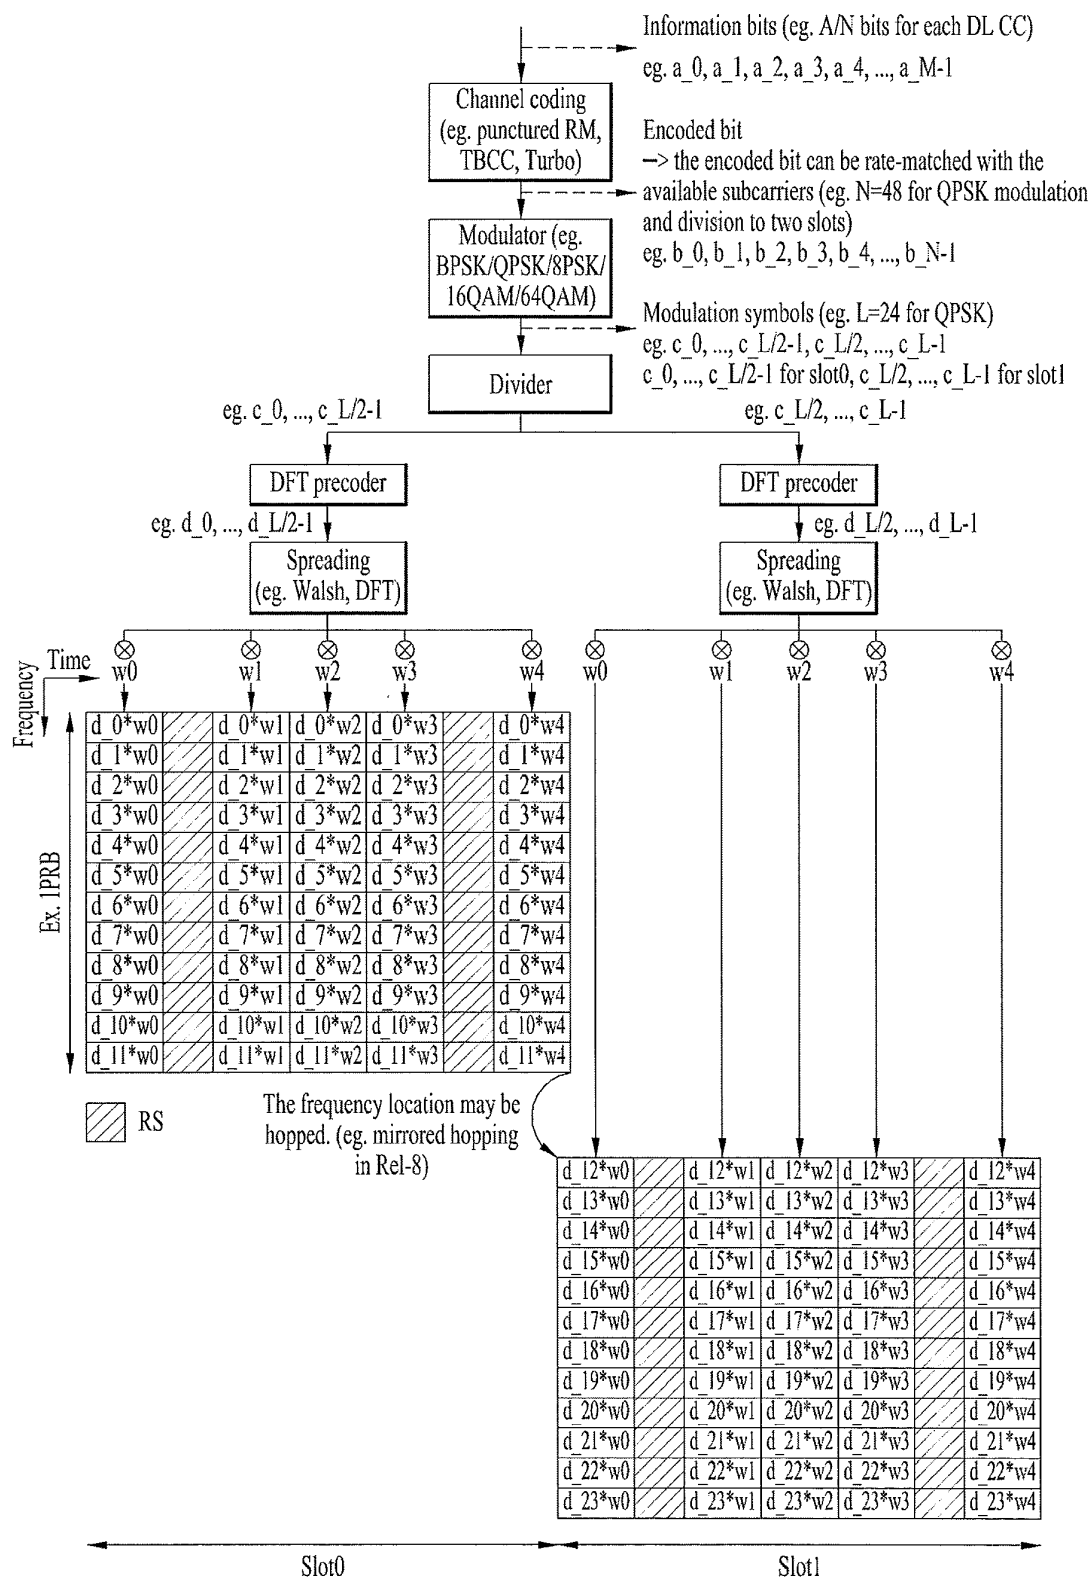 Information bits (eg. A/N bits for each DL CC)
eg. a_0, a_1, a_2, a_3, a_4, ..., a_M-1
Channel coding
(eg. punctured RM,
TBCC, Turbo)
Encoded bit
—> the encoded bit can be rate-matched with the
available subcarriers (eg. N=48 for QPSK modulation
and division to two slots)
eg. b_0, b_1, b_2, b_3, b_4, ..., b_N-1
Modulator (eg.
BPSK/QPSK/8PSK/
16QAM/64QAM)
Modulation symbols (eg. L=24 for QPSK)
eg. c_0, ..., c_L/2-1, c_L/2, ..., c_L-1
c_0, ..., c_L/2-1 for slot0, c_L/2, ..., c_L-1 for slot1
Divider
eg. c_0, ..., c_L/2-1
eg. c_L/2, ..., c_L-1
DFT precoder
DFT precoder
eg. d_0, ..., d_L/2-1
eg. d_L/2, ..., d_L-1
Spreading
(eg. Walsh, DFT)
Spreading
(eg. Walsh, DFT)
Time
Frequency
w0 w1 w2 w3 w4 w0 w1 w2 w3 w4
Ex. 1PRB
d_0*w0 d_0*w1 d_0*w2 d_0*w3 d_0*w4
d_1*w0 d_1*w1 d_1*w2 d_1*w3 d_1*w4
d_2*w0 d_2*w1 d_2*w2 d_2*w3 d_2*w4
d_3*w0 d_3*w1 d_3*w2 d_3*w3 d_3*w4
d_4*w0 d_4*w1 d_4*w2 d_4*w3 d_4*w4
d_5*w0 d_5*w1 d_5*w2 d_5*w3 d_5*w4
d_6*w0 d_6*w1 d_6*w2 d_6*w3 d_6*w4
d_7*w0 d_7*w1 d_7*w2 d_7*w3 d_7*w4
d_8*w0 d_8*w1 d_8*w2 d_8*w3 d_8*w4
d_9*w0 d_9*w1 d_9*w2 d_9*w3 d_9*w4
d_10*w0 d_10*w1 d_10*w2 d_10*w3 d_10*w4
d_11*w0 d_11*w1 d_11*w2 d_11*w3 d_11*w4
RS
The frequency location may be
hopped. (eg. mirrored hopping
in Rel-8)
d_12*w0 d_12*w1 d_12*w2 d_12*w3 d_12*w4
d_13*w0 d_13*w1 d_13*w2 d_13*w3 d_13*w4
d_14*w0 d_14*w1 d_14*w2 d_14*w3 d_14*w4
d_15*w0 d_15*w1 d_15*w2 d_15*w3 d_15*w4
d_16*w0 d_16*w1 d_16*w2 d_16*w3 d_16*w4
d_17*w0 d_17*w1 d_17*w2 d_17*w3 d_17*w4
d_18*w0 d_18*w1 d_18*w2 d_18*w3 d_18*w4
d_19*w0 d_19*w1 d_19*w2 d_19*w3 d_19*w4
d_20*w0 d_20*w1 d_20*w2 d_20*w3 d_20*w4
d_21*w0 d_21*w1 d_21*w2 d_21*w3 d_21*w4
d_22*w0 d_22*w1 d_22*w2 d_22*w3 d_22*w4
d_23*w0 d_23*w1 d_23*w2 d_23*w3 d_23*w4
Slot0 Slot1